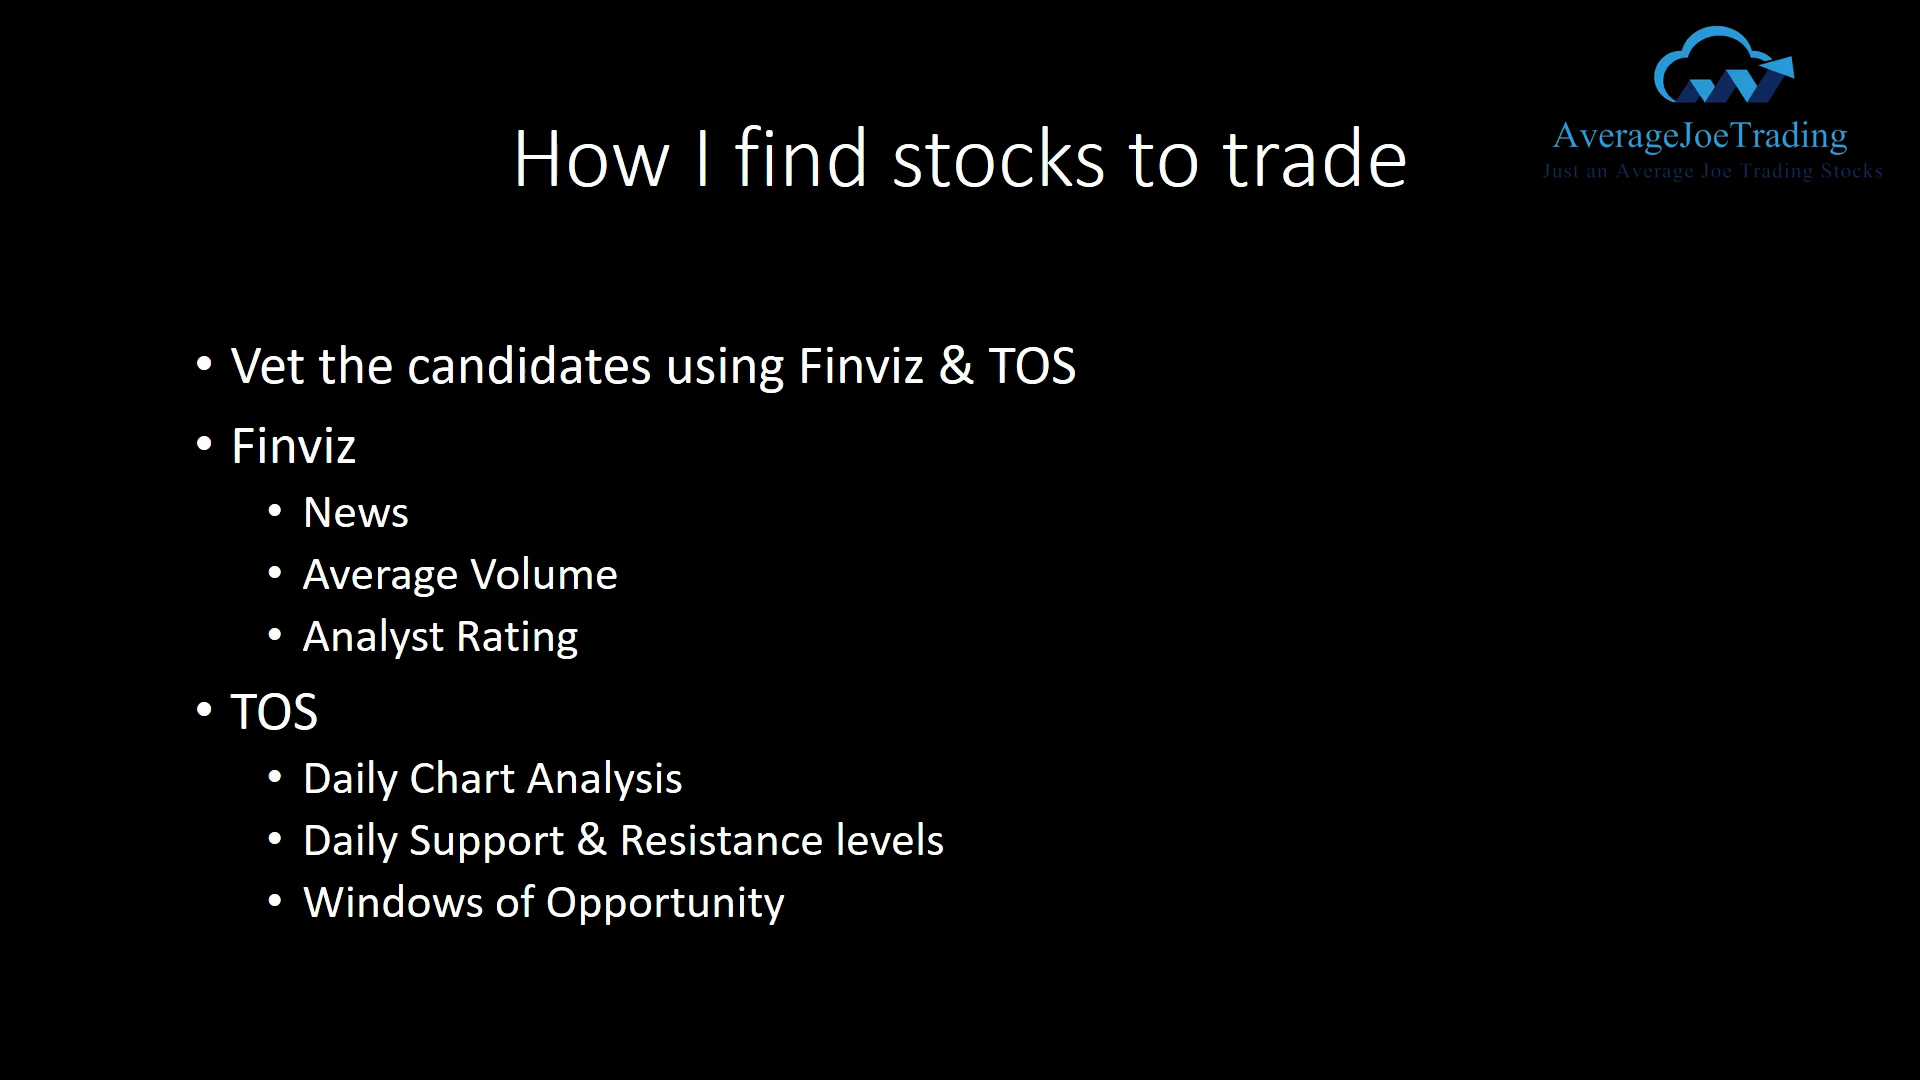 AverageJoeTrading
Just an Average Joe Trading Stocks
How I find stocks to trade
• Vet the candidates using Finviz & TOS
• Finviz
• News
• Average Volume
• Analyst Rating
• TOS
• Daily Chart Analysis
• Daily Support & Resistance levels
• Windows of Opportunity